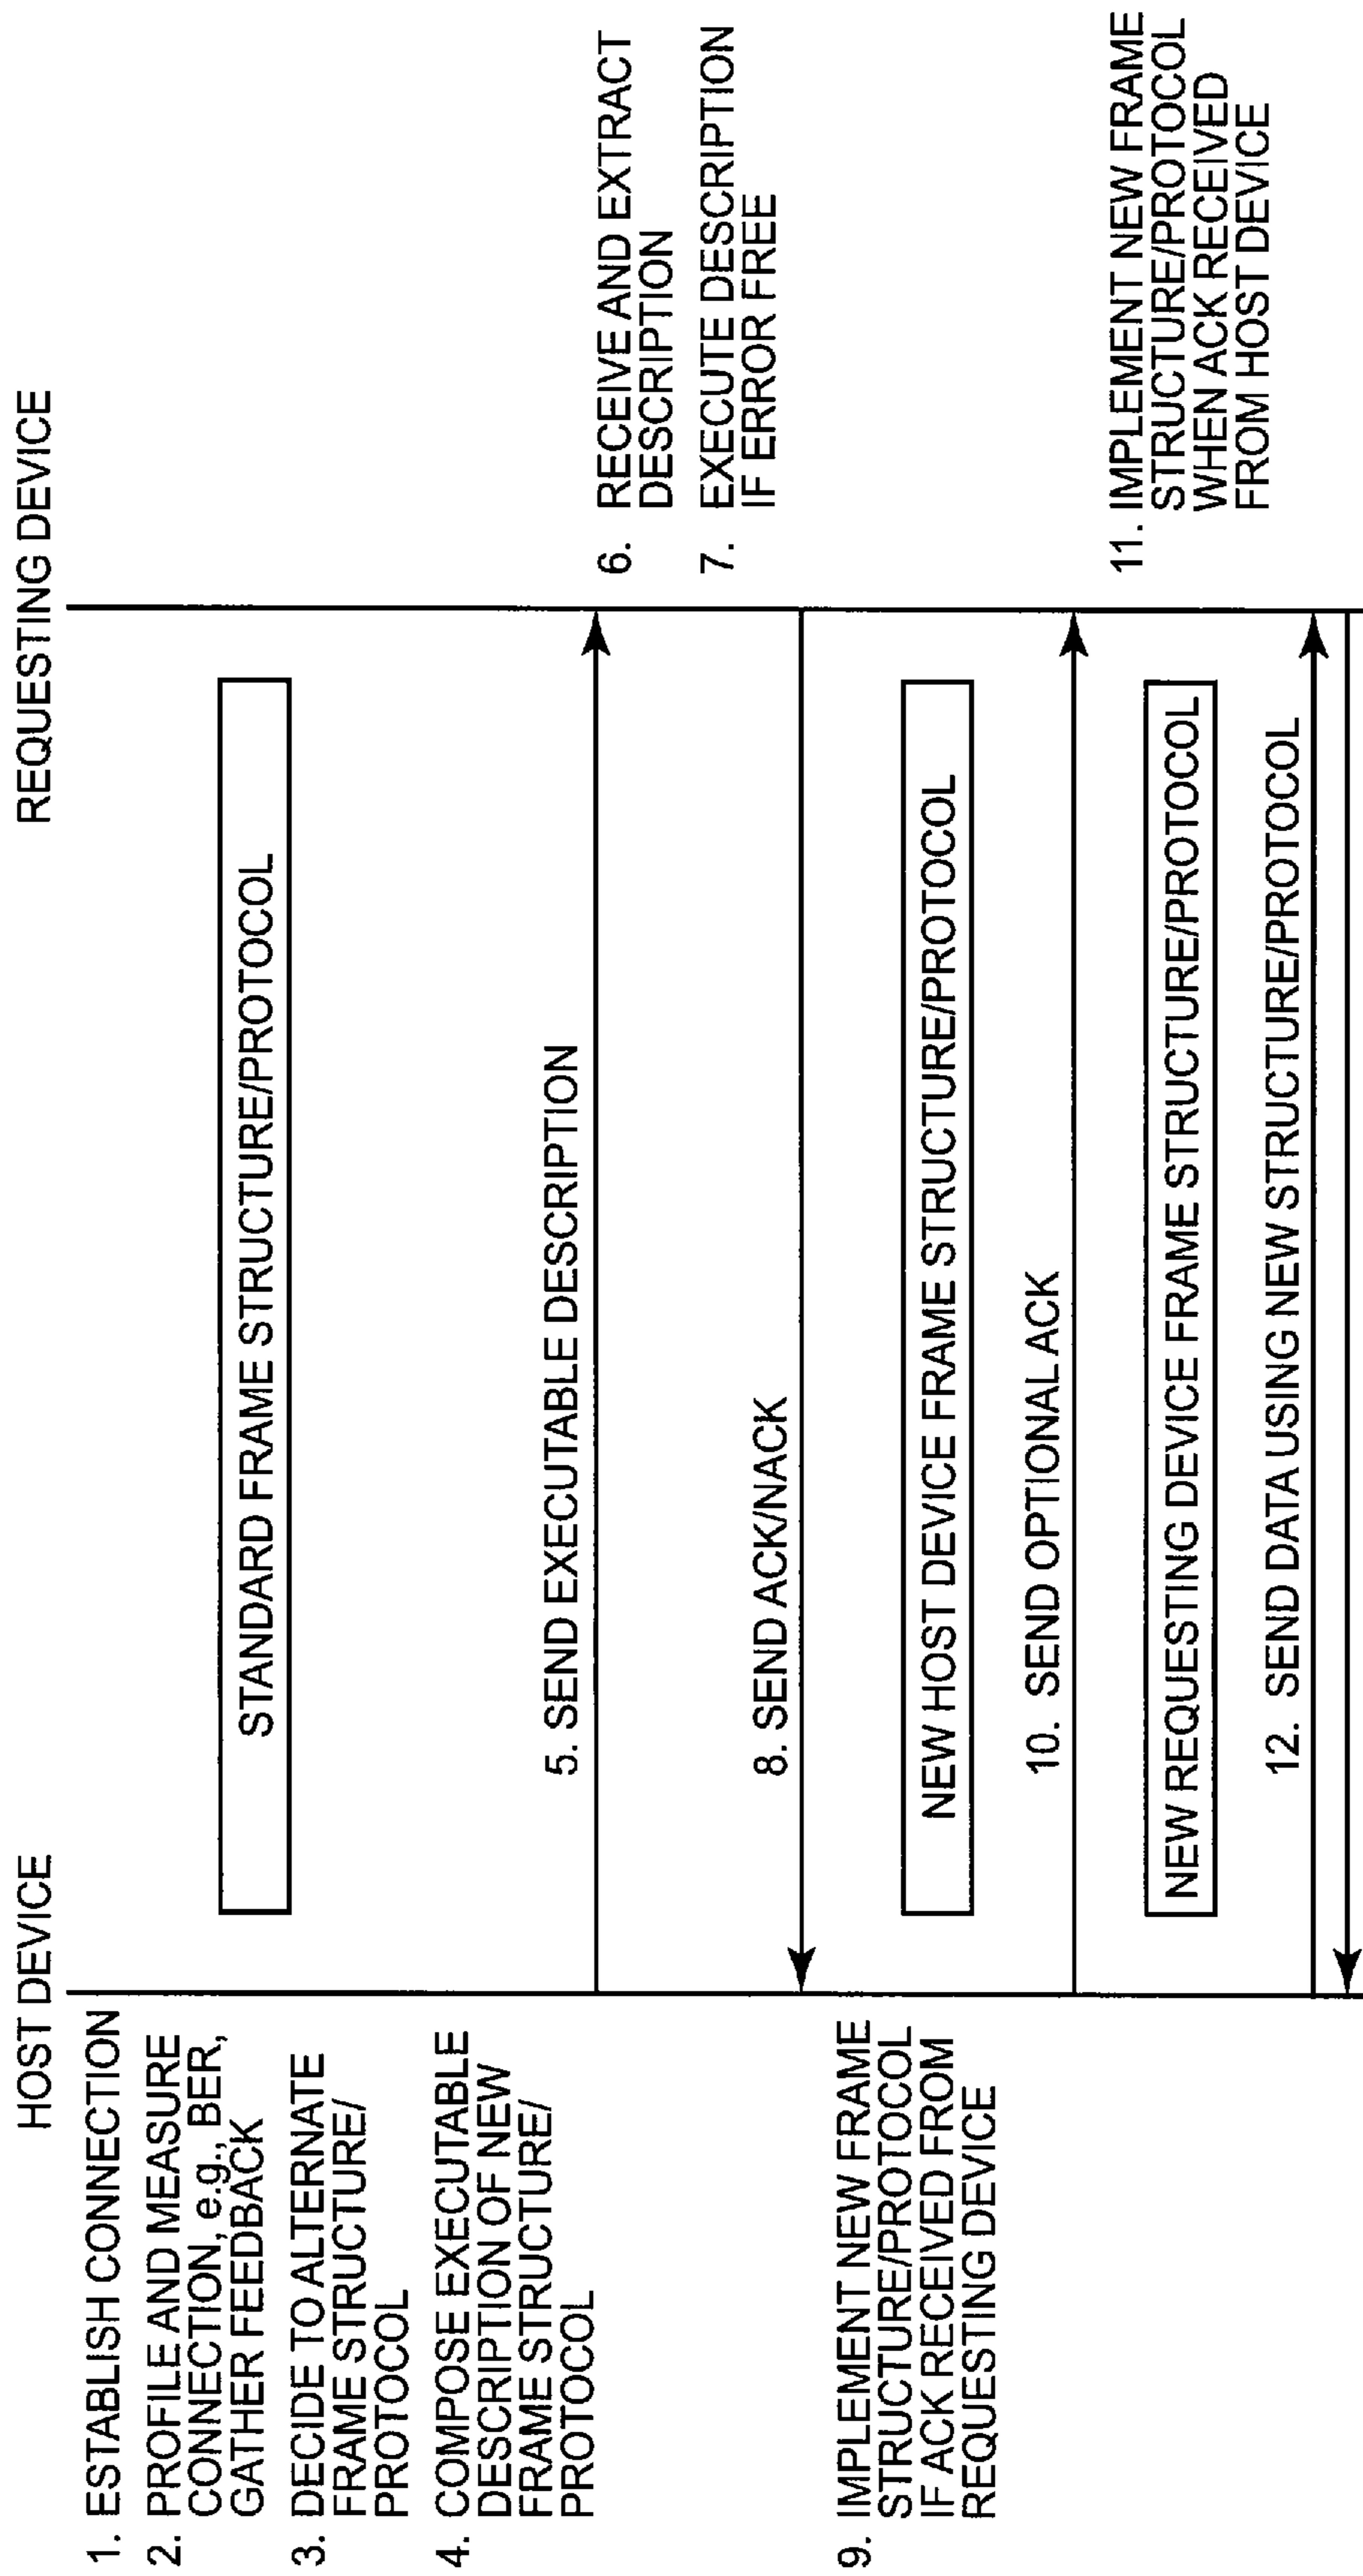 HOST DEVICE
REQUESTING DEVICE
1. ESTABLISH CONNECTION
2. PROFILE AND MEASURE
CONNECTION, e.g., BER,
GATHER FEEDBACK
STANDARD FRAME STRUCTURE/PROTOCOL
3. DECIDE TO ALTERNATE
FRAME STRUCTURE/
PROTOCOL
4. COMPOSE EXECUTABLE
DESCRIPTION OF NEW
FRAME STRUCTURE/
PROTOCOL
5. SEND EXECUTABLE DESCRIPTION
6. RECEIVE AND EXTRACT
DESCRIPTION
7. EXECUTE DESCRIPTION
IF ERROR FREE
8. SEND ACK/NACK
9. IMPLEMENT NEW FRAME
STRUCTURE/PROTOCOL
IF ACK RECEIVED FROM
REQUESTING DEVICE
NEW HOST DEVICE FRAME STRUCTURE/PROTOCOL
10. SEND OPTIONAL ACK
11. IMPLEMENT NEW FRAME
STRUCTURE/PROTOCOL
WHEN ACK RECEIVED
FROM HOST DEVICE
NEW REQUESTING DEVICE FRAME STRUCTURE/PROTOCOL
12. SEND DATA USING NEW STRUCTURE/PROTOCOL